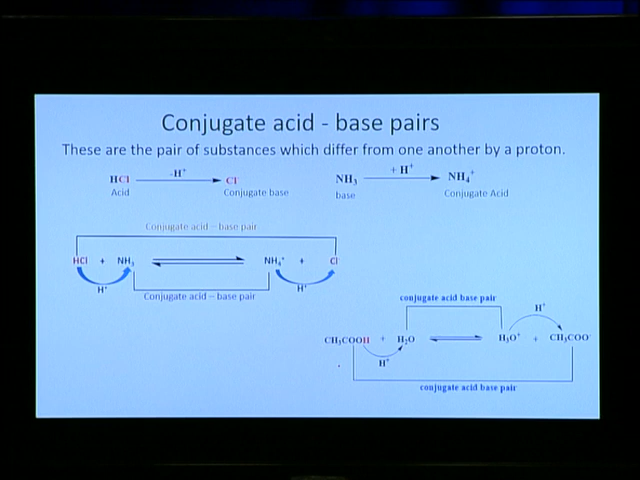 Conjugate acid - base pairs
These are the pair of substances which differ from one another by a proton.
HCl -H⁺ Cl⁻ NH₃ + H⁺ NH₄⁺
Acid Conjugate base base Conjugate Acid
Conjugate acid – base pair
HCl + NH₃ NH₄⁺ + Cl⁻
H⁺ H⁺
Conjugate acid – base pair
conjugate acid base pair
H⁺
CH₃COOH + H₂O H₃O⁺ + CH₃COO⁻
H⁺
conjugate acid base pair